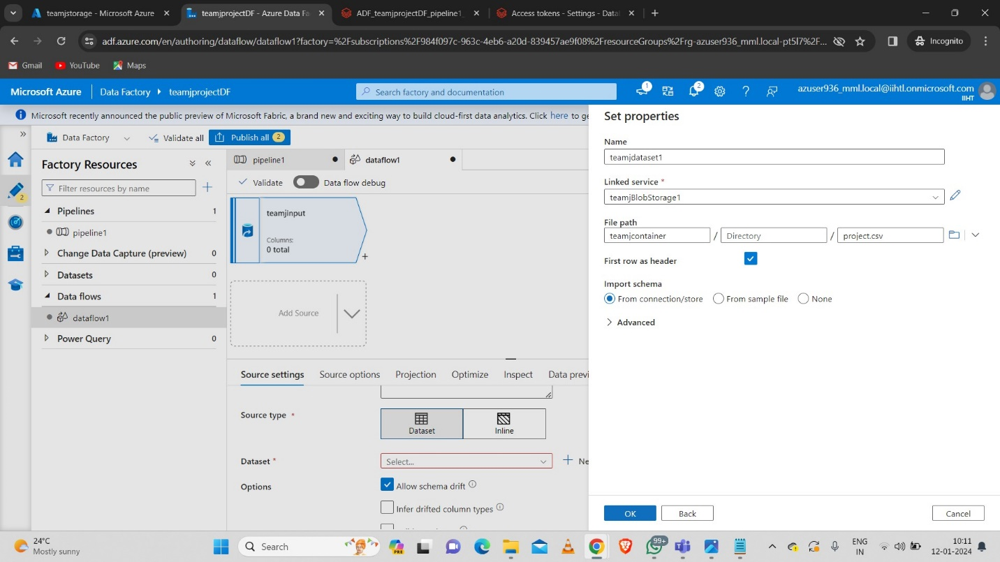 teamjstorage - Microsoft Azure
teamjprojectDF - Azure Data Fa
ADF_teamjprojectDF_pipeline1_
Access tokens - Settings - Datal
adf.azure.com/en/authoring/dataflow/dataflow1?factory=%2Fsubscriptions%2F984f097c-963c-4eb6-a20d-839457ae9f08%2FresourceGroups%2Frg-azuser936_mml.local-pt5l7%2F...
Incognito
Gmail
YouTube
Maps
Microsoft Azure
Data Factory
teamjprojectDF
Search factory and documentation
1
2
azuser936_mml.local@iihtl.onmicrosoft.com
IIHT
Microsoft recently announced the public preview of Microsoft Fabric, a brand new and exciting way to build cloud-first data analytics. Click here to ge
Data Factory
Validate all
Publish all 2
2
Factory Resources
Filter resources by name
Pipelines 1
pipeline1
Change Data Capture (preview) 0
Datasets 0
Data flows 1
dataflow1
Power Query 0
pipeline1
dataflow1
Validate
Data flow debug
teamjinput
Columns:
0 total
+
Add Source
Source settings
Source options
Projection
Optimize
Inspect
Data previ
Source type *
Dataset
Inline
Dataset *
Select...
+ Ne
Options
Allow schema drift
Infer drifted column types
Set properties
Name
teamjdataset1
Linked service *
teamjBlobStorage1
File path
teamjcontainer / Directory / project.csv
First row as header
Import schema
From connection/store
From sample file
None
Advanced
OK
Back
Cancel
24°C
Mostly sunny
Search
PRE
99+
ENG
IN
10:11
12-01-2024